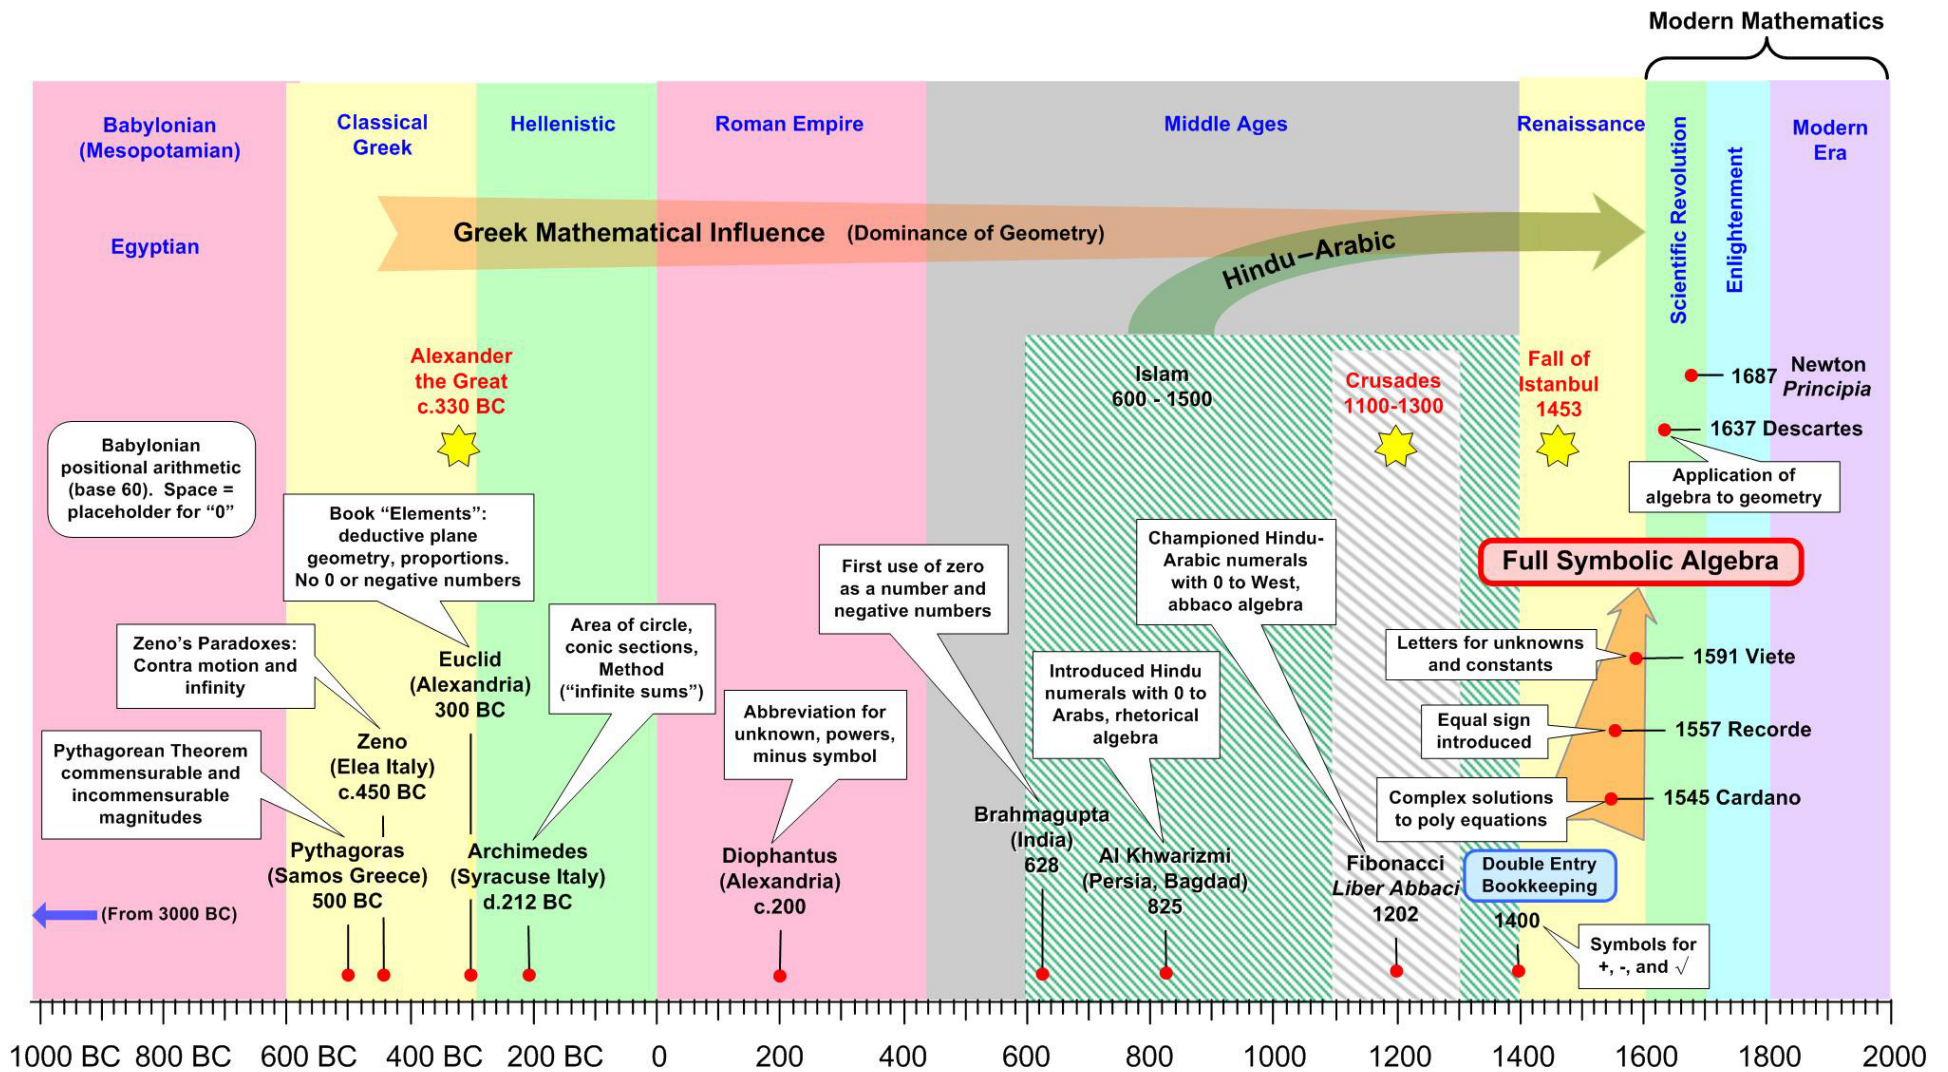 Modern Mathematics
Babylonian
(Mesopotamian)
Classical
Greek
Hellenistic
Roman Empire
Middle Ages
Renaissance
Scientific Revolution
Enlightenment
Modern
Era
Egyptian
Greek Mathematical Influence (Dominance of Geometry)
Hindu–Arabic
Alexander
the Great
c.330 BC
Islam
600 - 1500
Crusades
1100-1300
Fall of
Istanbul
1453
1687 Newton
Principia
1637 Descartes
Application of
algebra to geometry
Babylonian
positional arithmetic
(base 60). Space =
placeholder for “0”
Book “Elements”:
deductive plane
geometry, proportions.
No 0 or negative numbers
First use of zero
as a number and
negative numbers
Championed Hindu-
Arabic numerals
with 0 to West,
abbaco algebra
Full Symbolic Algebra
Zeno’s Paradoxes:
Contra motion and
infinity
Euclid
(Alexandria)
300 BC
Area of circle,
conic sections,
Method
(“infinite sums”)
Introduced Hindu
numerals with 0 to
Arabs, rhetorical
algebra
Letters for unknowns
and constants
1591 Viete
Abbreviation for
unknown, powers,
minus symbol
Equal sign
introduced
1557 Recorde
Pythagorean Theorem
commensurable and
incommensurable
magnitudes
Zeno
(Elea Italy)
c.450 BC
Complex solutions
to poly equations
1545 Cardano
Pythagoras
(Samos Greece)
500 BC
Archimedes
(Syracuse Italy)
d.212 BC
Diophantus
(Alexandria)
c.200
Brahmagupta
(India)
628
Al Khwarizmi
(Persia, Bagdad)
825
Fibonacci
Liber Abbaci
1202
Double Entry
Bookkeeping
1400
Symbols for
+, -, and √
(From 3000 BC)
1000 BC 800 BC 600 BC 400 BC 200 BC 0 200 400 600 800 1000 1200 1400 1600 1800 2000